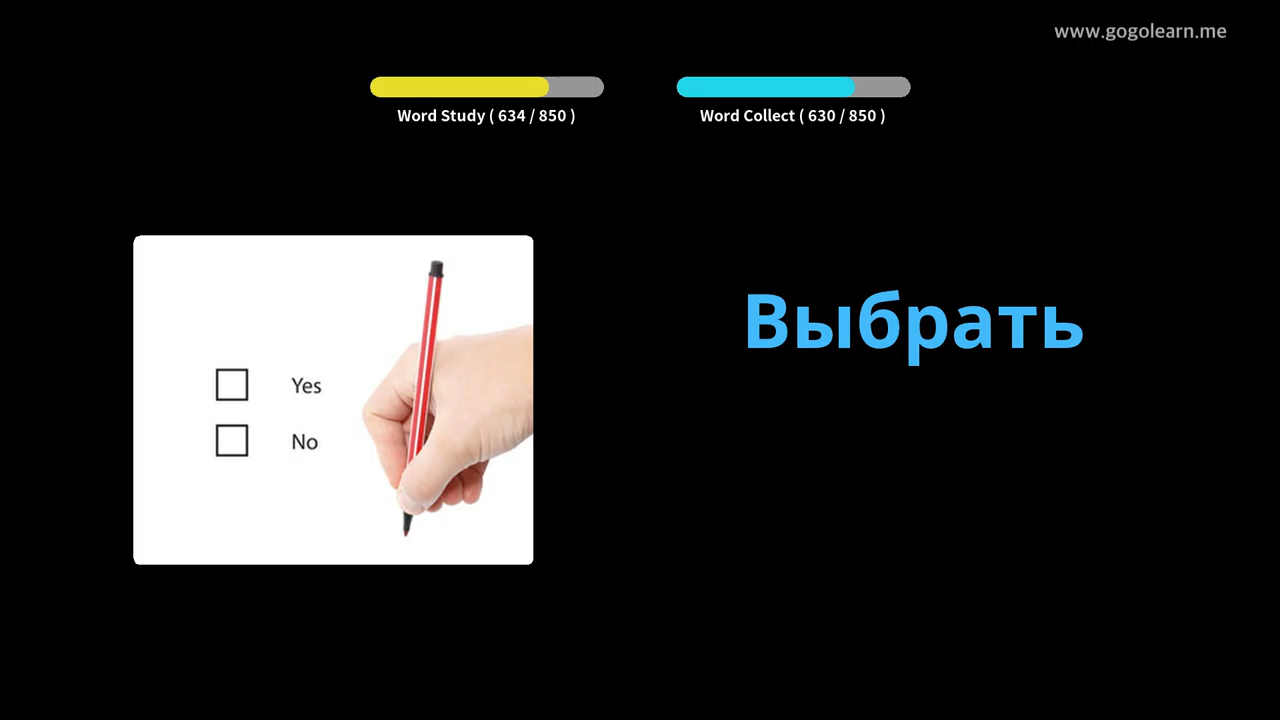 www.gogolearn.me
Word Study ( 634 / 850 )
Word Collect ( 630 / 850 )
Выбрать
Yes
No